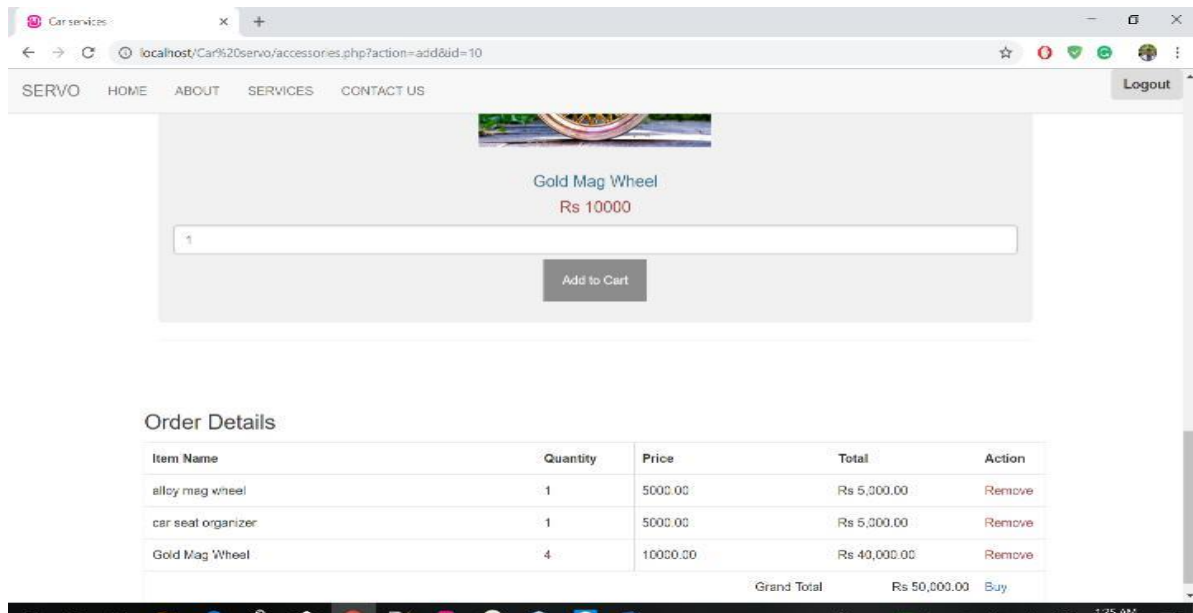 Car services
localhost/Car%20servo/accessories.php?action=add&id=10
SERVO HOME ABOUT SERVICES CONTACT US Logout
Gold Mag Wheel
Rs 10000
1
Add to Cart
Order Details
Item Name Quantity Price Total Action
alloy mag wheel 1 5000.00 Rs 5,000.00 Remove
car seat organizer 1 5000.00 Rs 5,000.00 Remove
Gold Mag Wheel 4 10000.00 Rs 40,000.00 Remove
Grand Total Rs 50,000.00 Buy
1:25 AM